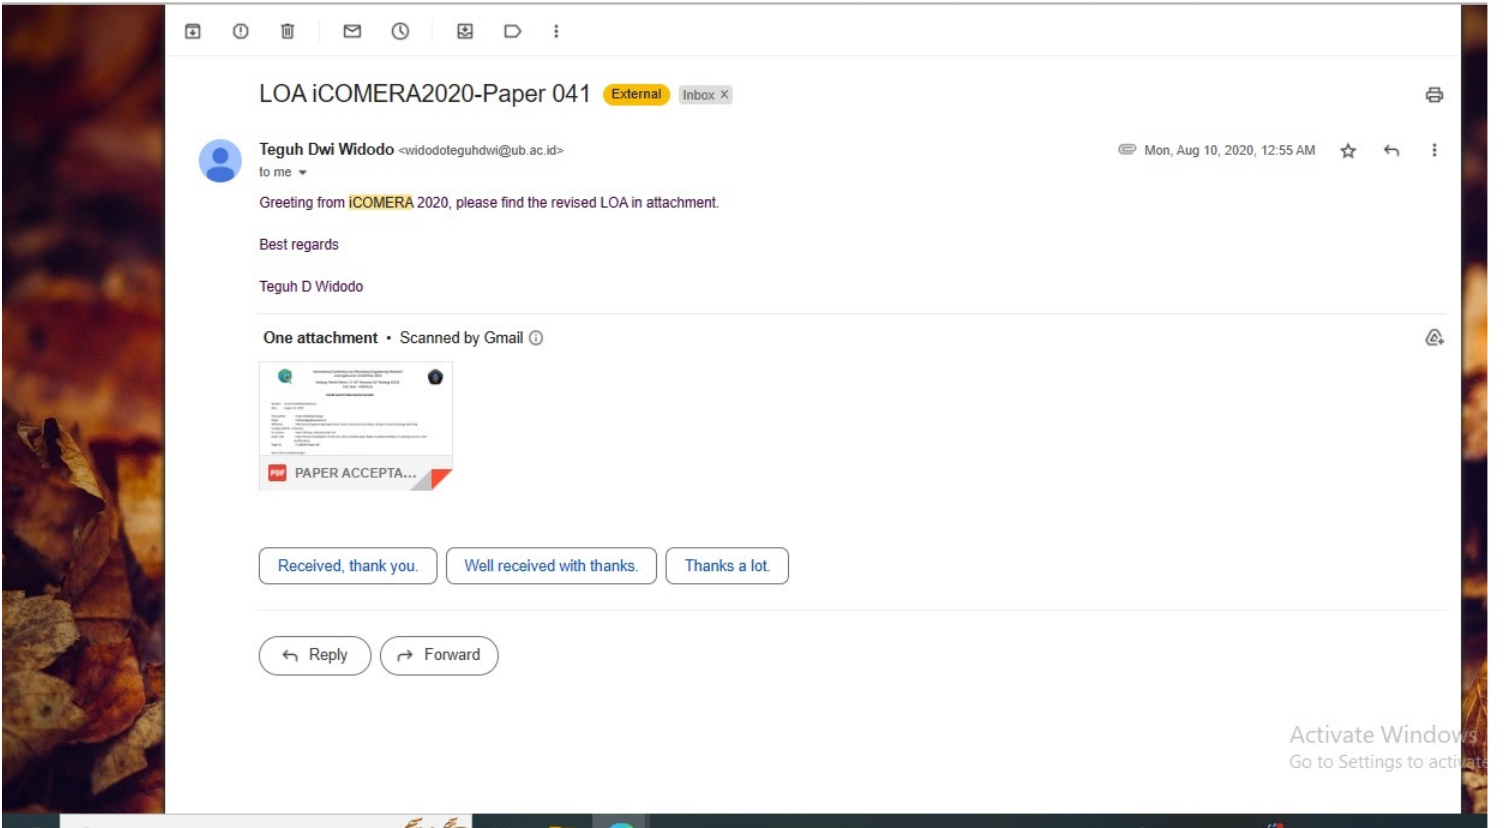 LOA iCOMERA2020-Paper 041 External Inbox ×
Teguh Dwi Widodo <widodoteguhdwi@ub.ac.id> Mon, Aug 10, 2020, 12:55 AM
to me
Greeting from iCOMERA 2020, please find the revised LOA in attachment.
Best regards
Teguh D Widodo
One attachment • Scanned by Gmail
PDF PAPER ACCEPTA...
Received, thank you. Well received with thanks. Thanks a lot.
Reply Forward
Activate Windows
Go to Settings to activate